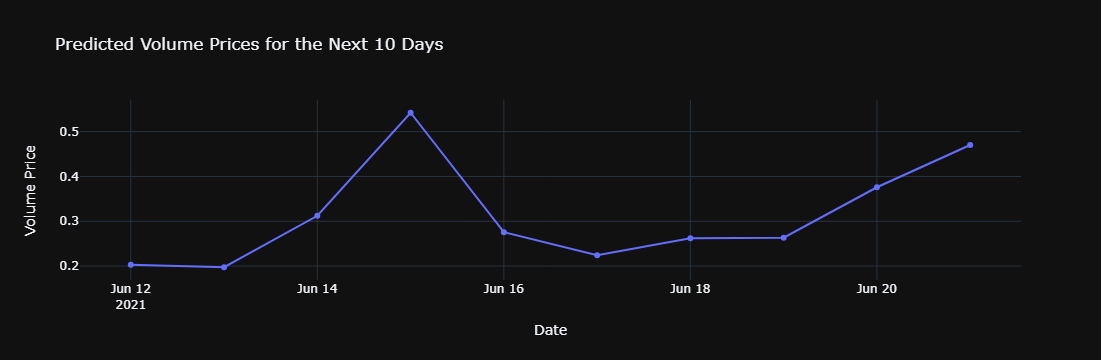 Predicted Volume Prices for the Next 10 Days
Volume Price
0.5
0.4
0.3
0.2
Jun 12
2021
Jun 14
Jun 16
Jun 18
Jun 20
Date